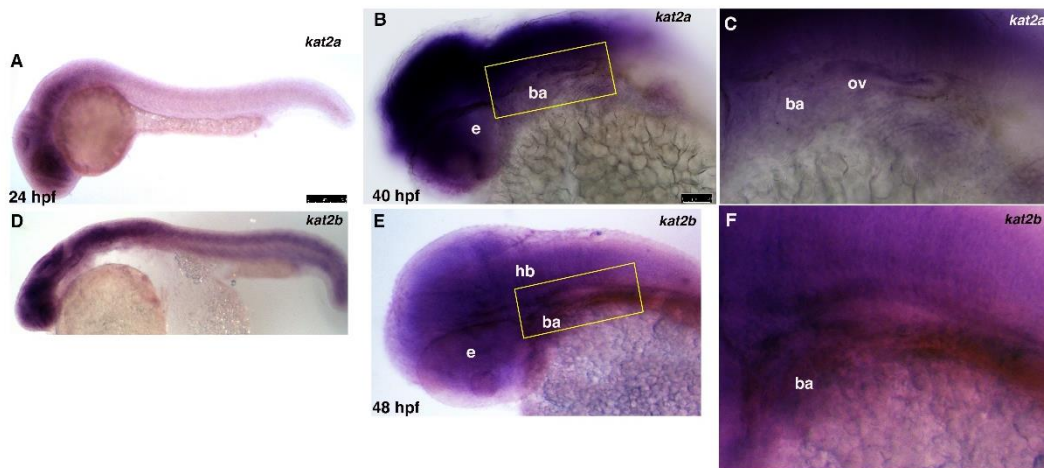 A
kat2a
24 hpf
B
kat2a
ba
e
40 hpf
C
kat2a
ov
ba
D
kat2b
E
kat2b
hb
ba
e
48 hpf
F
kat2b
ba